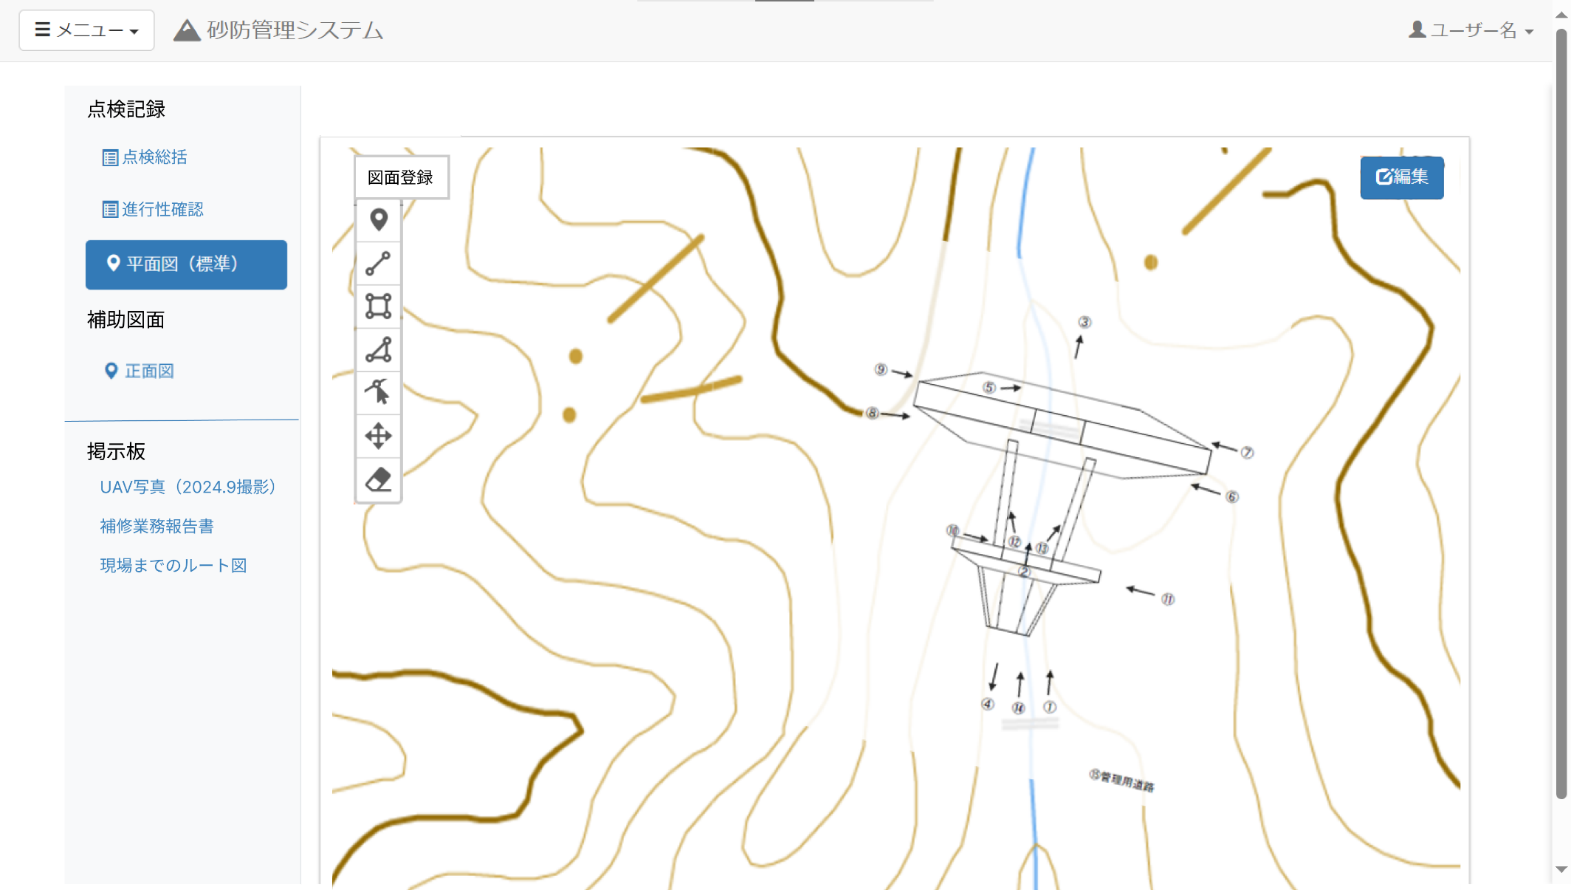 メニュー
砂防管理システム
ユーザー名
点検記録
点検総括
進行性確認
平面図（標準）
補助図面
正面図
掲示板
UAV写真（2024.9撮影）
補修業務報告書
現場までのルート図
図面登録
編集
③
⑨
⑤
⑧
⑦
⑥
⑩
⑫
⑬
②
⑪
④
⑭
①
⑮管理用道路